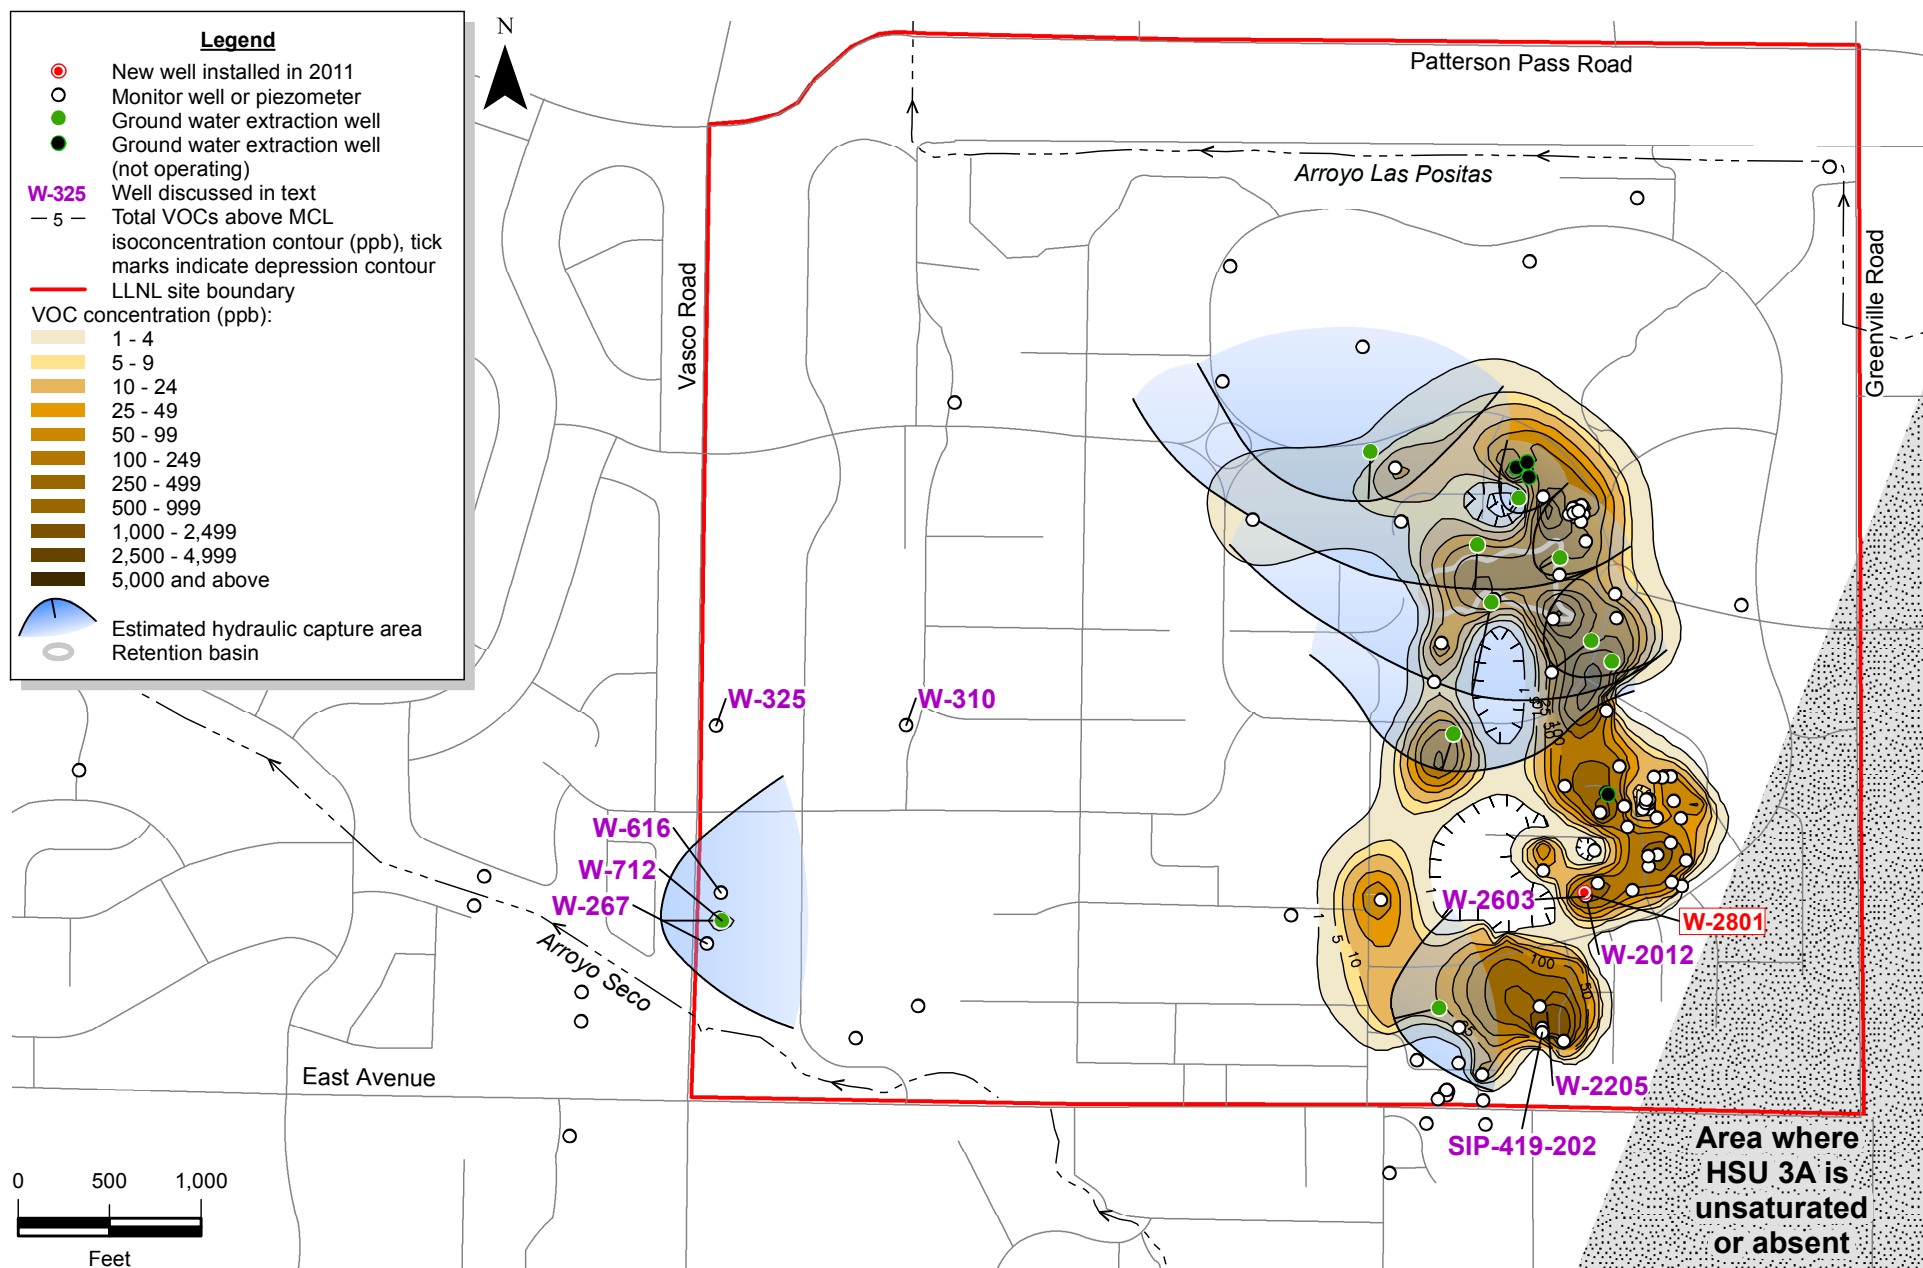 Legend
New well installed in 2011
Monitor well or piezometer
Ground water extraction well
Ground water extraction well
(not operating)
W-325 Well discussed in text
5 Total VOCs above MCL
isoconcentration contour (ppb), tick
marks indicate depression contour
LLNL site boundary
VOC concentration (ppb):
1 - 4
5 - 9
10 - 24
25 - 49
50 - 99
100 - 249
250 - 499
500 - 999
1,000 - 2,499
2,500 - 4,999
5,000 and above
Estimated hydraulic capture area
Retention basin
N
Patterson Pass Road
Arroyo Las Positas
Vasco Road
Greenville Road
W-325
W-310
W-616
W-712
W-267
Arroyo Seco
W-2603
W-2801
W-2012
1
5
10
100
50
W-2205
SIP-419-202
East Avenue
0 500 1,000
Feet
Area where
HSU 3A is
unsaturated
or absent